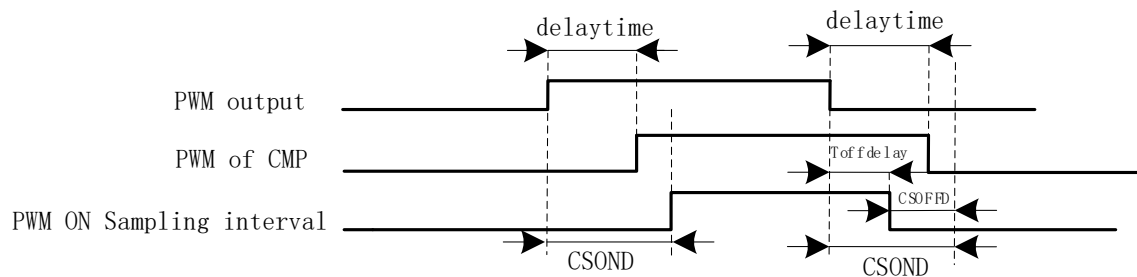 delaytime
delaytime
PWM output
PWM of CMP
Toffdelay
PWM ON Sampling interval
CSOFFD
CSOND
CSOND